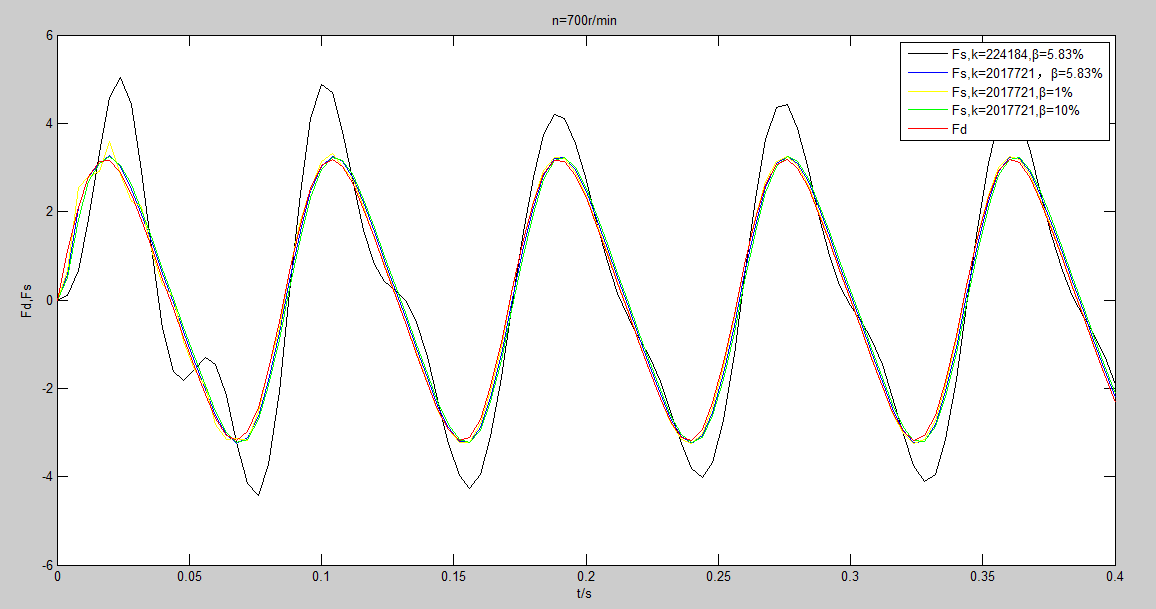 n=700r/min
Fs,k=224184,β=5.83%
Fs,k=2017721，β=5.83%
Fs,k=2017721,β=1%
Fs,k=2017721,β=10%
Fd
6
4
2
0
-2
-4
-6
Fd,Fs
0 0.05 0.1 0.15 0.2 0.25 0.3 0.35 0.4
t/s